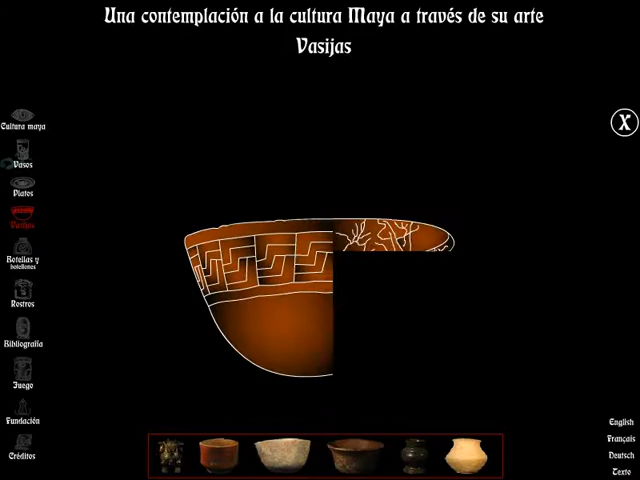 Una contemplación a la cultura Maya a través de su arte
Vasijas
X
Cultura maya
Vasos
Platos
Vasijas
Botellas y
botellones
Rostros
Bibliografía
Juego
Fundación
Créditos
English
Français
Deutsch
Texto